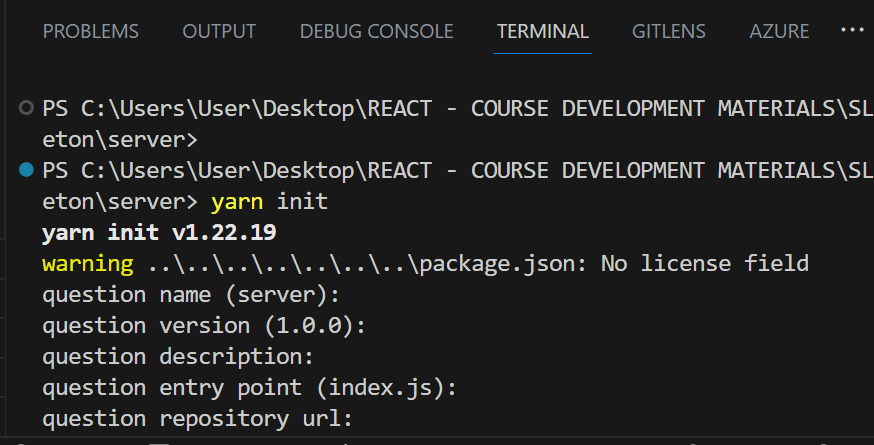 PROBLEMS OUTPUT DEBUG CONSOLE TERMINAL GITLENS AZURE ...
PS C:\Users\User\Desktop\REACT - COURSE DEVELOPMENT MATERIALS\SL
eton\server>
PS C:\Users\User\Desktop\REACT - COURSE DEVELOPMENT MATERIALS\SL
eton\server> yarn init
yarn init v1.22.19
warning ..\..\..\..\..\..\..\package.json: No license field
question name (server):
question version (1.0.0):
question description:
question entry point (index.js):
question repository url: